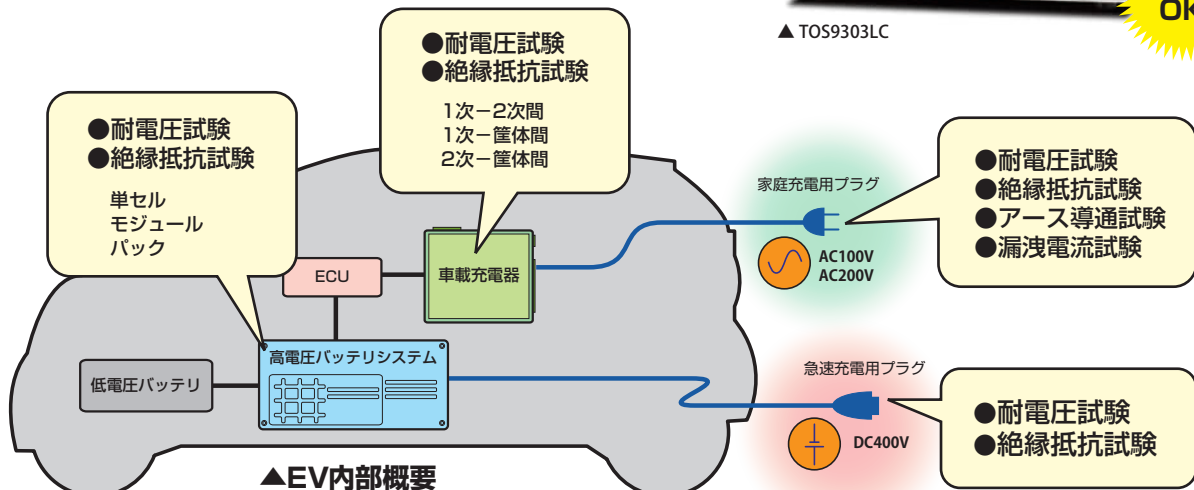 OK
▲ TOS9303LC
●耐電圧試験
●絶縁抵抗試験
1次−2次間
1次−筐体間
2次−筐体間
●耐電圧試験
●絶縁抵抗試験
単セル
モジュール
パック
家庭充電用プラグ
AC100V
AC200V
●耐電圧試験
●絶縁抵抗試験
●アース導通試験
●漏洩電流試験
ECU
車載充電器
高電圧バッテリシステム
低電圧バッテリ
急速充電用プラグ
DC400V
●耐電圧試験
●絶縁抵抗試験
▲EV内部概要